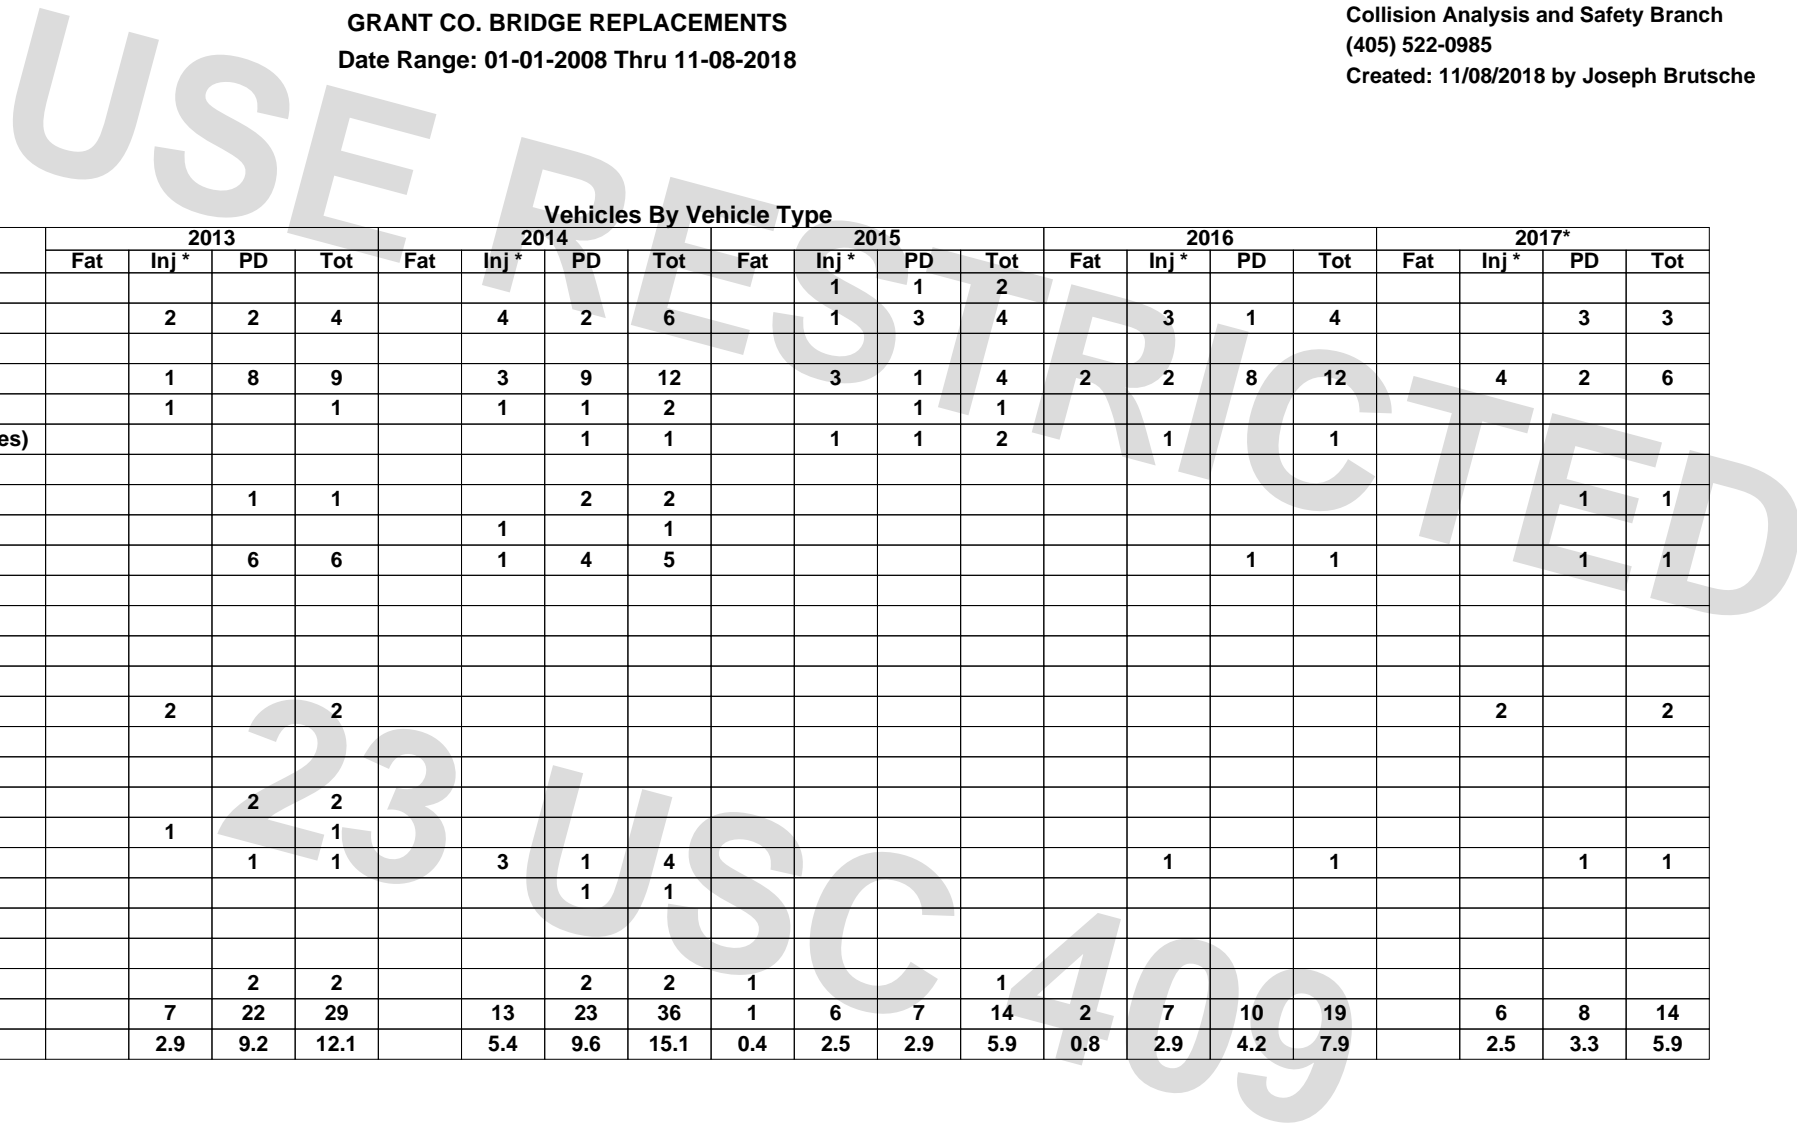 GRANT CO. BRIDGE REPLACEMENTS
Date Range: 01-01-2008 Thru 11-08-2018
Collision Analysis and Safety Branch
(405) 522-0985
Created: 11/08/2018 by Joseph Brutsche
USE RESTRICTED
23 USC 409
Vehicles By Vehicle Type
2013 2014 2015 2016 2017*
Fat Inj * PD Tot Fat Inj * PD Tot Fat Inj * PD Tot Fat Inj * PD Tot Fat Inj * PD Tot
1 1 2
2 2 4 4 2 6 1 3 4 3 1 4 3 3
1 8 9 3 9 12 3 1 4 2 2 8 12 4 2 6
1 1 1 1 2 1 1
es) 1 1 1 1 2 1 1
1 1 2 2 1 1
1 1
6 6 1 4 5 1 1 1 1
2 2 2 2
2 2
1 1
1 1 3 1 4 1 1 1 1
1 1
2 2 2 2 1 1
7 22 29 13 23 36 1 6 7 14 2 7 10 19 6 8 14
2.9 9.2 12.1 5.4 9.6 15.1 0.4 2.5 2.9 5.9 0.8 2.9 4.2 7.9 2.5 3.3 5.9